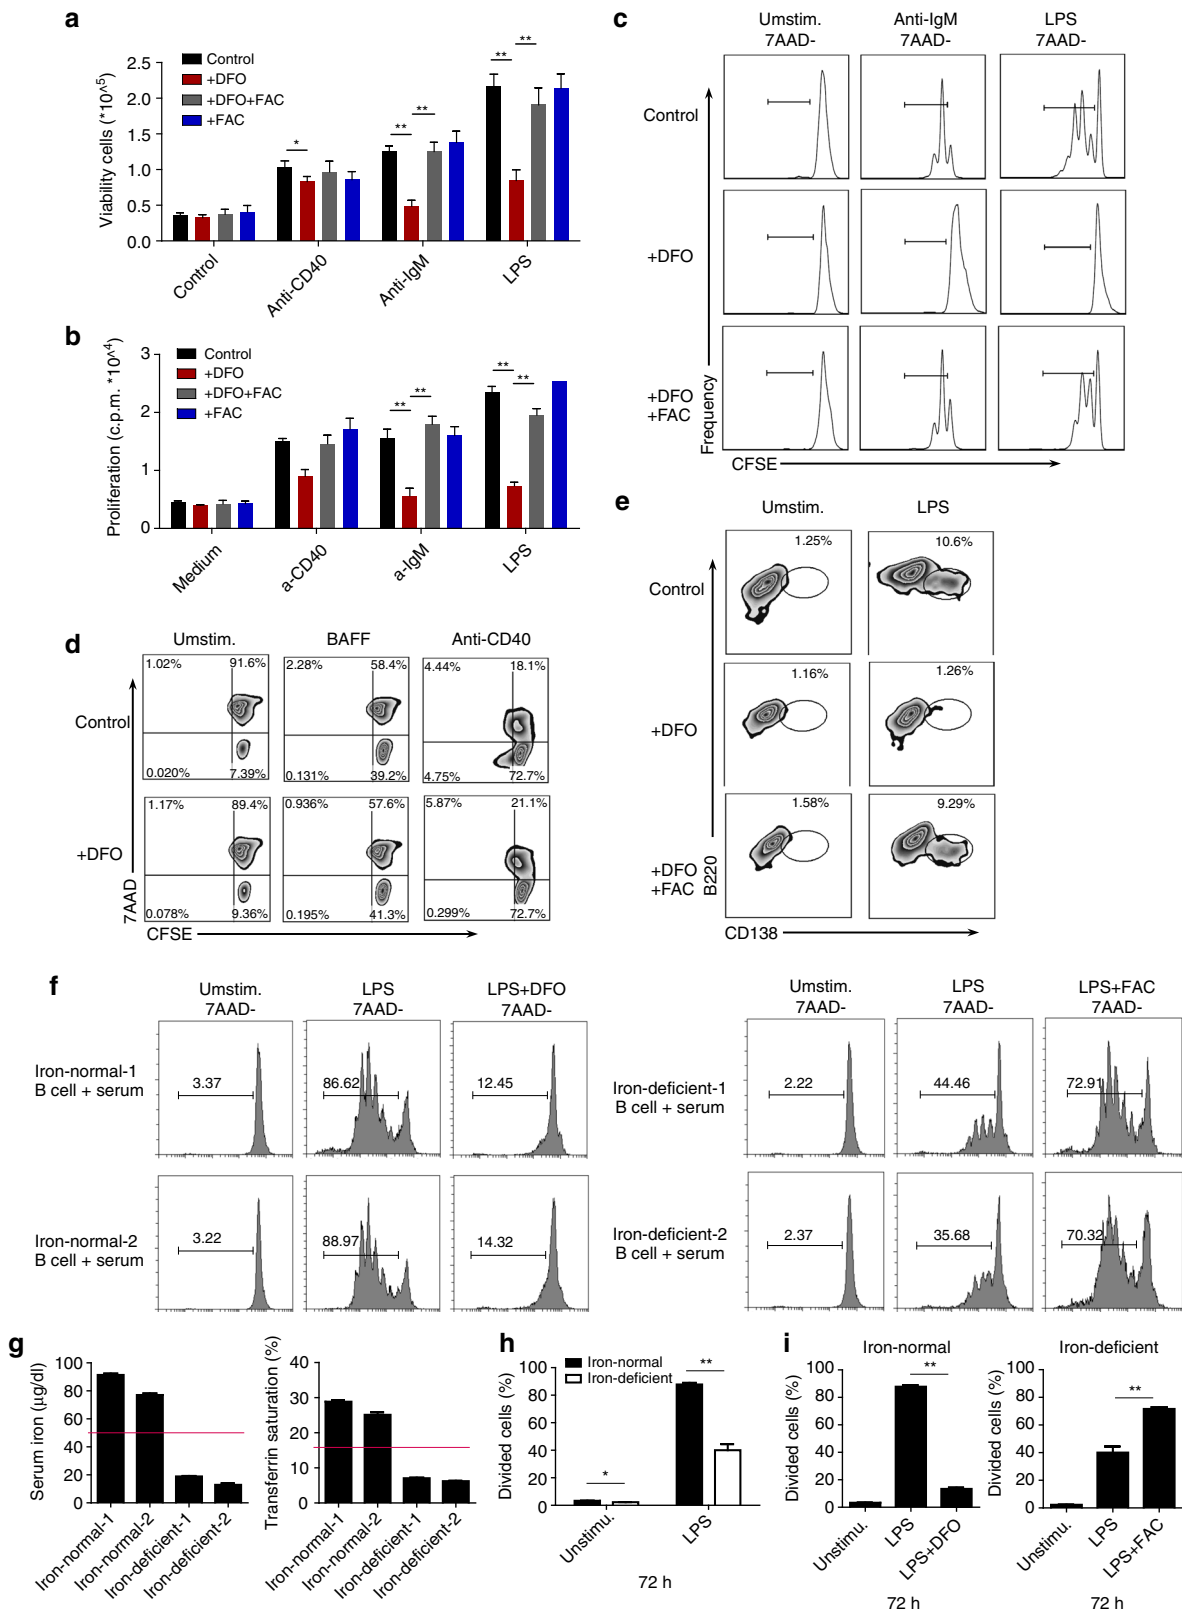 a
Control
+DFO
+DFO+FAC
+FAC
Viability cells (*10^5)
2.5
2.0
1.5
1.0
0.5
0.0
*
**
**
**
**
Control
Anti-CD40
Anti-IgM
LPS
b
Control
+DFO
+DFO+FAC
+FAC
Proliferation (c.p.m. *10^4)
3
2
1
0
**
**
**
**
Medium
a-CD40
a-IgM
LPS
c
Umstim.
7AAD-
Anti-IgM
7AAD-
LPS
7AAD-
Control
+DFO
+DFO
+FAC
Frequency
CFSE
d
Umstim.
BAFF
Anti-CD40
Control
1.02%
91.6%
2.28%
58.4%
4.44%
18.1%
0.020%
7.39%
0.131%
39.2%
4.75%
72.7%
+DFO
1.17%
89.4%
0.936%
57.6%
5.87%
21.1%
0.078%
9.36%
0.195%
41.3%
0.299%
72.7%
7AAD
CFSE
e
Umstim.
LPS
Control
1.25%
10.6%
+DFO
1.16%
1.26%
+DFO
+FAC
1.58%
9.29%
B220
CD138
f
Umstim.
7AAD-
LPS
7AAD-
LPS+DFO
7AAD-
Iron-normal-1
B cell + serum
3.37
86.62
12.45
Iron-normal-2
B cell + serum
3.22
88.97
14.32
Umstim.
7AAD-
LPS
7AAD-
LPS+FAC
7AAD-
Iron-deficient-1
B cell + serum
2.22
44.46
72.91
Iron-deficient-2
B cell + serum
2.37
35.68
70.32
g
Serum iron (µg/dl)
100
80
60
40
20
0
Iron-normal-1
Iron-normal-2
Iron-deficient-1
Iron-deficient-2
Transferrin saturation (%)
40
30
20
10
0
Iron-normal-1
Iron-normal-2
Iron-deficient-1
Iron-deficient-2
h
Iron-normal
Iron-deficient
Divided cells (%)
100
80
60
40
20
0
*
**
Unstimu.
LPS
72 h
i
Iron-normal
Divided cells (%)
100
80
60
40
20
0
**
Unstimu.
LPS
LPS+DFO
72 h
Iron-deficient
Divided cells (%)
100
80
60
40
20
0
**
Unstimu.
LPS
LPS+FAC
72 h